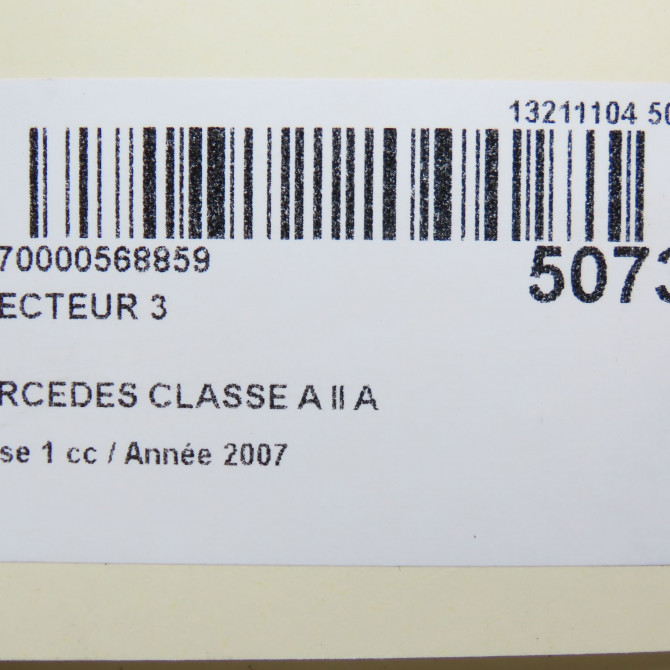 13211104 50
70000568859
5073
ECTEUR 3
RCEDES CLASSE A II A
se 1 cc / Année 2007